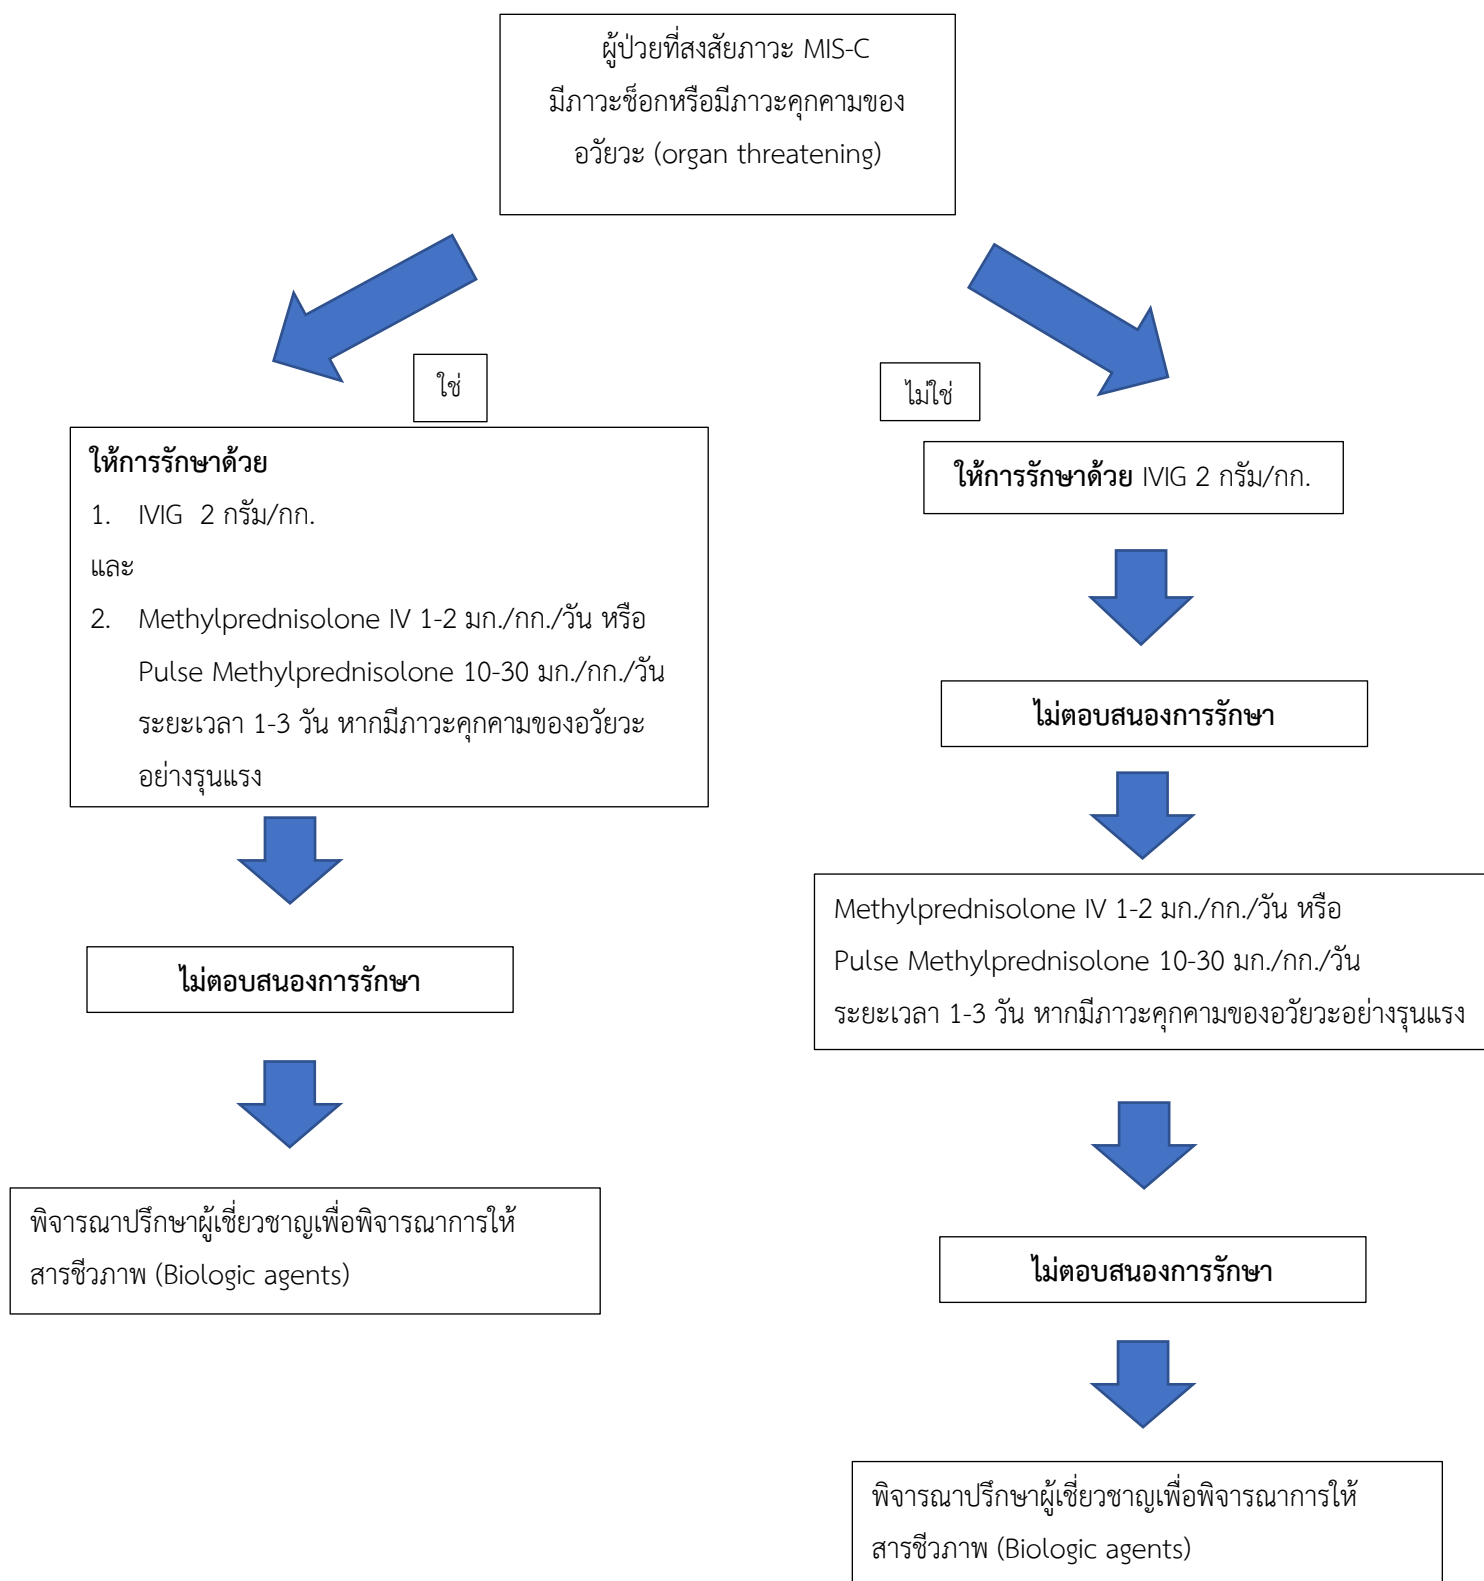 ผู้ป่วยที่สงสัยภาวะ MIS-C
มีภาวะช็อกหรือมีภาวะคุกคามของ
อวัยวะ (organ threatening)
ใช่
ไม่ใช่
ให้การรักษาด้วย
1. IVIG 2 กรัม/กก.
และ
2. Methylprednisolone IV 1-2 มก./กก./วัน หรือ
Pulse Methylprednisolone 10-30 มก./กก./วัน
ระยะเวลา 1-3 วัน หากมีภาวะคุกคามของอวัยวะ
อย่างรุนแรง
ไม่ตอบสนองการรักษา
พิจารณาปรึกษาผู้เชี่ยวชาญเพื่อพิจารณาการให้
สารชีวภาพ (Biologic agents)
ให้การรักษาด้วย IVIG 2 กรัม/กก.
ไม่ตอบสนองการรักษา
Methylprednisolone IV 1-2 มก./กก./วัน หรือ
Pulse Methylprednisolone 10-30 มก./กก./วัน
ระยะเวลา 1-3 วัน หากมีภาวะคุกคามของอวัยวะอย่างรุนแรง
ไม่ตอบสนองการรักษา
พิจารณาปรึกษาผู้เชี่ยวชาญเพื่อพิจารณาการให้
สารชีวภาพ (Biologic agents)